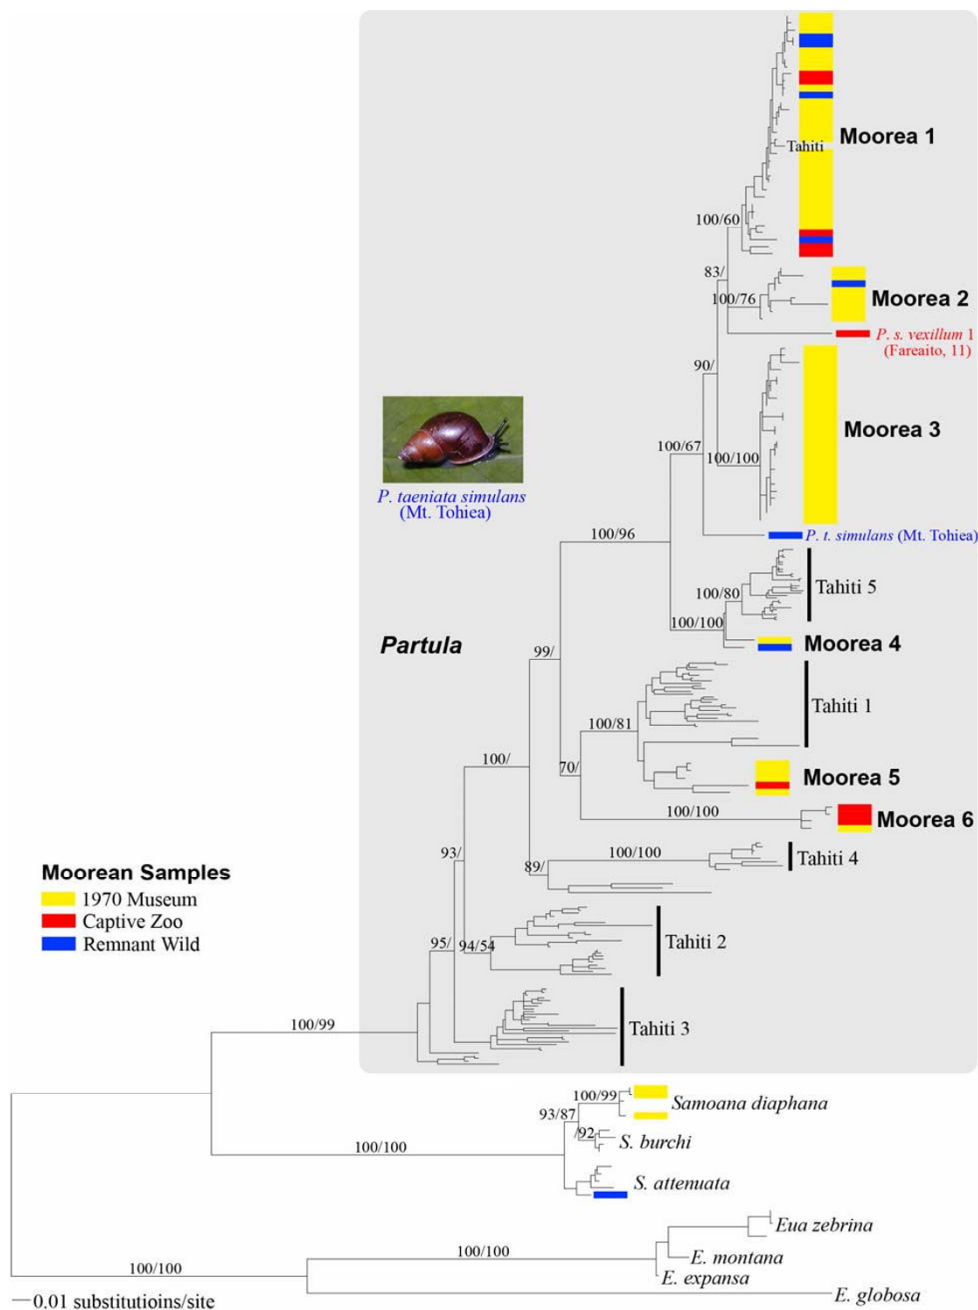 Tahiti
Moorea 1
100/60
83/
100/76
Moorea 2
P. s. vexillum 1
(Fareaito, 11)
90/
Moorea 3
100/67
100/100
P. taeniata simulans
(Mt. Tohiea)
P. t. simulans (Mt. Tohiea)
100/96
100/80
Tahiti 5
100/100
Partula
Moorea 4
99/
Tahiti 1
100/81
100/
70/
Moorea 5
100/100
Moorea 6
93/
89/
100/100
Tahiti 4
Moorean Samples
1970 Museum
Captive Zoo
Remnant Wild
95/
94/54
Tahiti 2
100/99
Tahiti 3
100/99
Samoana diaphana
93/87
/92
S. burchi
100/100
S. attenuata
Eua zebrina
100/100
E. montana
100/100
E. expansa
E. globosa
0.01 substitutioins/site